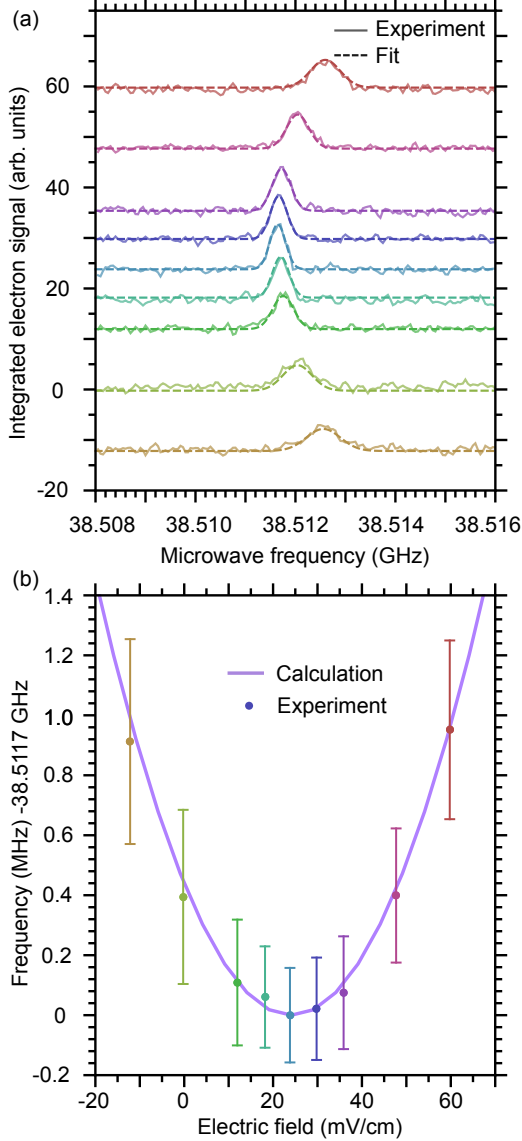 (a)
Experiment
Fit
60
40
20
0
-20
Integrated electron signal (arb. units)
38.508 38.510 38.512 38.514 38.516
Microwave frequency (GHz)
(b)
1.4
1.2
1.0
0.8
0.6
0.4
0.2
0
-0.2
Calculation
Experiment
Frequency (MHz) -38.5117 GHz
-20 0 20 40 60
Electric field (mV/cm)